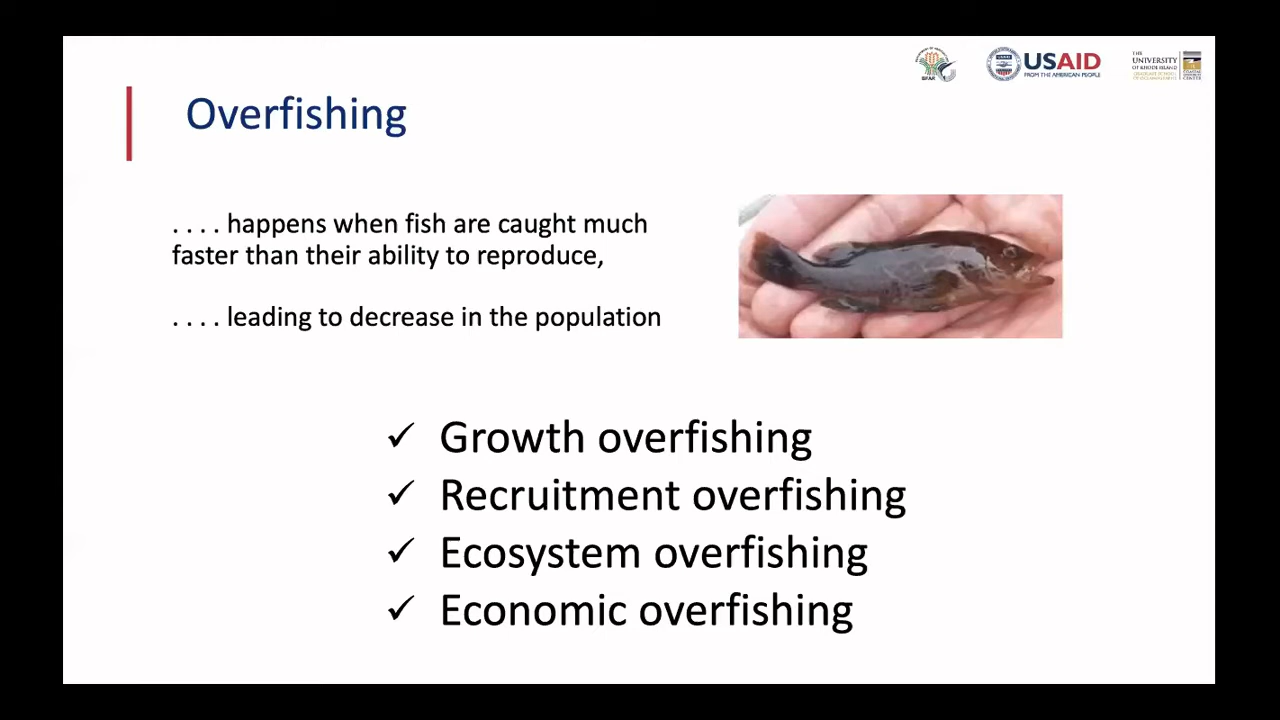 USAID
FROM THE AMERICAN PEOPLE
THE
UNIVERSITY
OF RHODE ISLAND
Overfishing
. . . . happens when fish are caught much
faster than their ability to reproduce,
. . . . leading to decrease in the population
✓ Growth overfishing
✓ Recruitment overfishing
✓ Ecosystem overfishing
✓ Economic overfishing